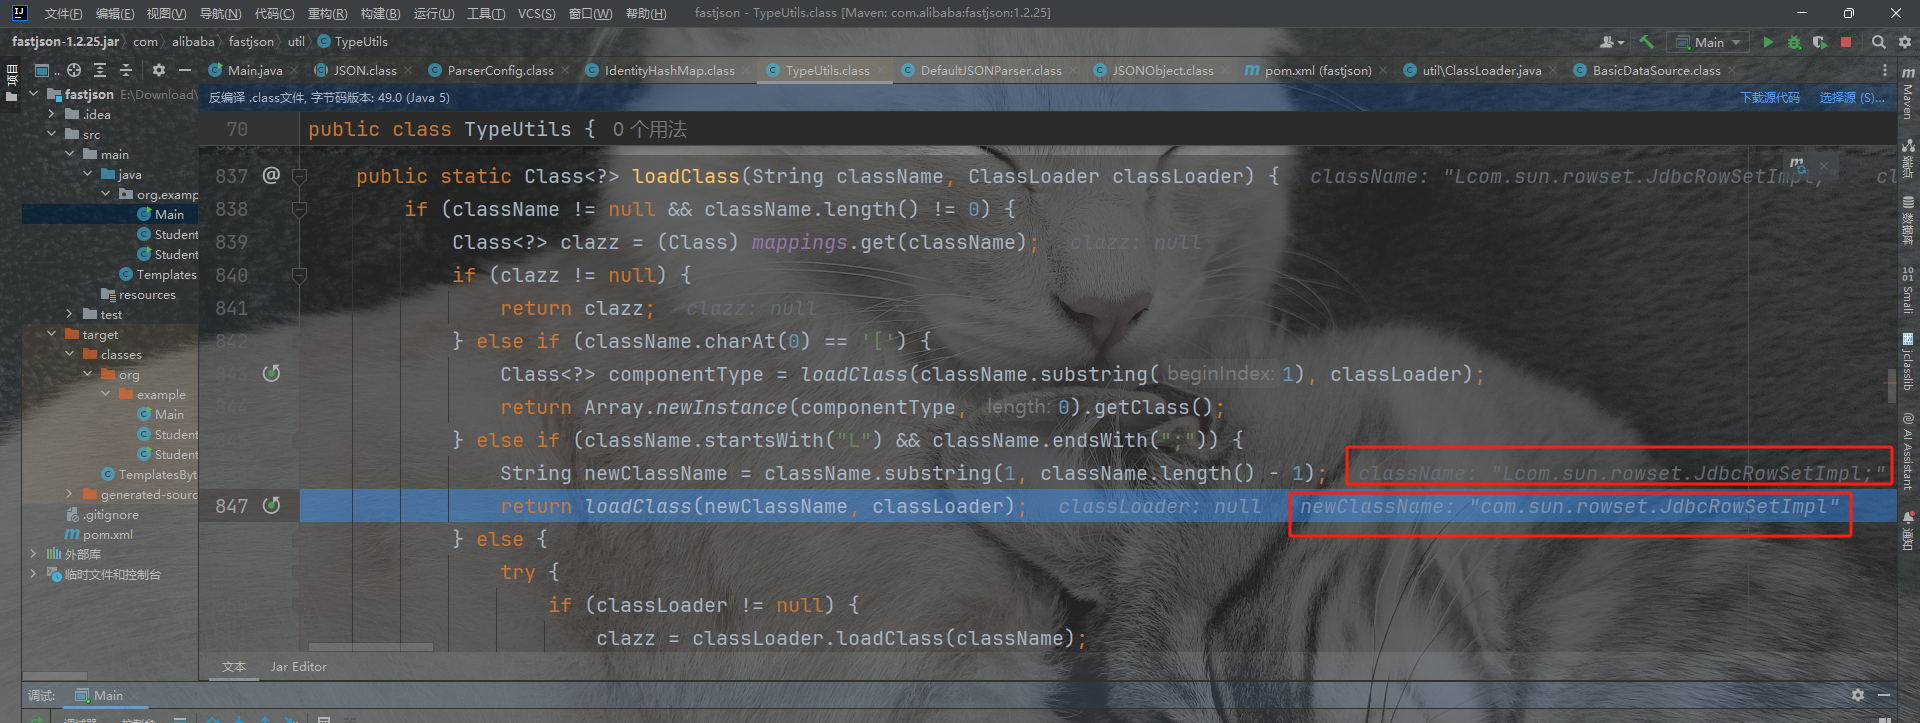 文件(F) 编辑(E) 视图(V) 导航(N) 代码(C) 重构(R) 构建(B) 运行(U) 工具(T) VCS(S) 窗口(W) 帮助(H) fastjson - TypeUtils.class [Maven: com.alibaba:fastjson:1.2.25]
fastjson-1.2.25.jar com alibaba fastjson util TypeUtils Main
项目 .. Main.java JSON.class ParserConfig.class IdentityHashMap.class TypeUtils.class DefaultJSONParser.class JSONObject.class pom.xml (fastjson) util\ClassLoader.java BasicDataSource.class
fastjson E:\Download\
.idea
src
main
java
org.examp
Main
Student
Student
Templates
resources
test
target
classes
org
example
Main
Student
Student
TemplatesByt
generated-sourc
.gitignore
pom.xml
外部库
临时文件和控制台
反编译 .class文件, 字节码版本: 49.0 (Java 5) 下载源代码 选择源 (S)...
70 public class TypeUtils { 0 个用法
837 @ public static Class<?> loadClass(String className, ClassLoader classLoader) { className: "Lcom.sun.rowset.JdbcRowSetImpl;" cl
838 if (className != null && className.length() != 0) {
839 Class<?> clazz = (Class) mappings.get(className); clazz: null
840 if (clazz != null) {
841 return clazz; clazz: null
842 } else if (className.charAt(0) == '[') {
Class<?> componentType = loadClass(className.substring( beginIndex: 1), classLoader);
return Array.newInstance(componentType, length: 0).getClass();
} else if (className.startsWith("L") && className.endsWith(";")) {
String newClassName = className.substring(1, className.length() - 1); className: "Lcom.sun.rowset.JdbcRowSetImpl;"
847 return loadClass(newClassName, classLoader); classLoader: null newClassName: "com.sun.rowset.JdbcRowSetImpl"
} else {
try {
if (classLoader != null) {
clazz = classLoader.loadClass(className);
文本 Jar Editor
Maven
端点
数据库
Smali
jclasslib
AI Assistant
通知
调试: Main
调试器 控制台